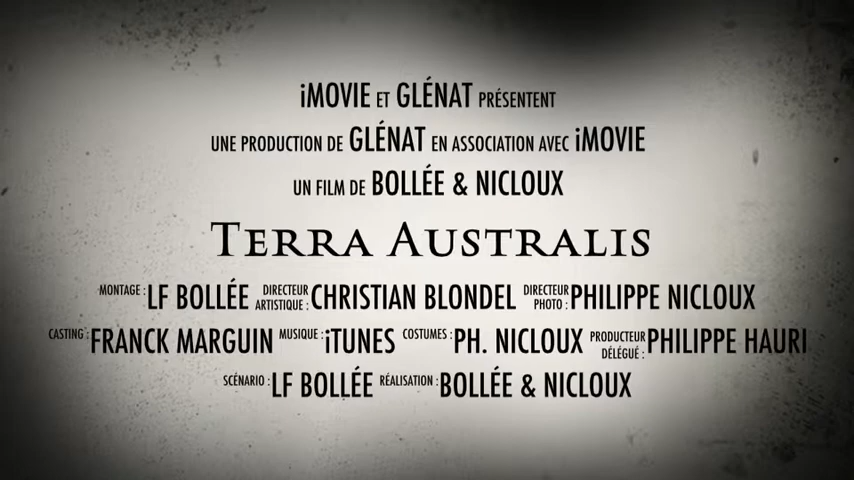 iMOVIE ET GLÉNAT PRÉSENTENT
UNE PRODUCTION DE GLÉNAT EN ASSOCIATION AVEC iMOVIE
UN FILM DE BOLLÉE & NICLOUX
TERRA AUSTRALIS
MONTAGE : LF BOLLÉE DIRECTEUR ARTISTIQUE : CHRISTIAN BLONDEL DIRECTEUR PHOTO : PHILIPPE NICLOUX
CASTING : FRANCK MARGUIN MUSIQUE : iTUNES COSTUMES : PH. NICLOUX PRODUCTEUR DÉLÉGUÉ : PHILIPPE HAURI
SCÉNARIO : LF BOLLÉE RÉALISATION : BOLLÉE & NICLOUX